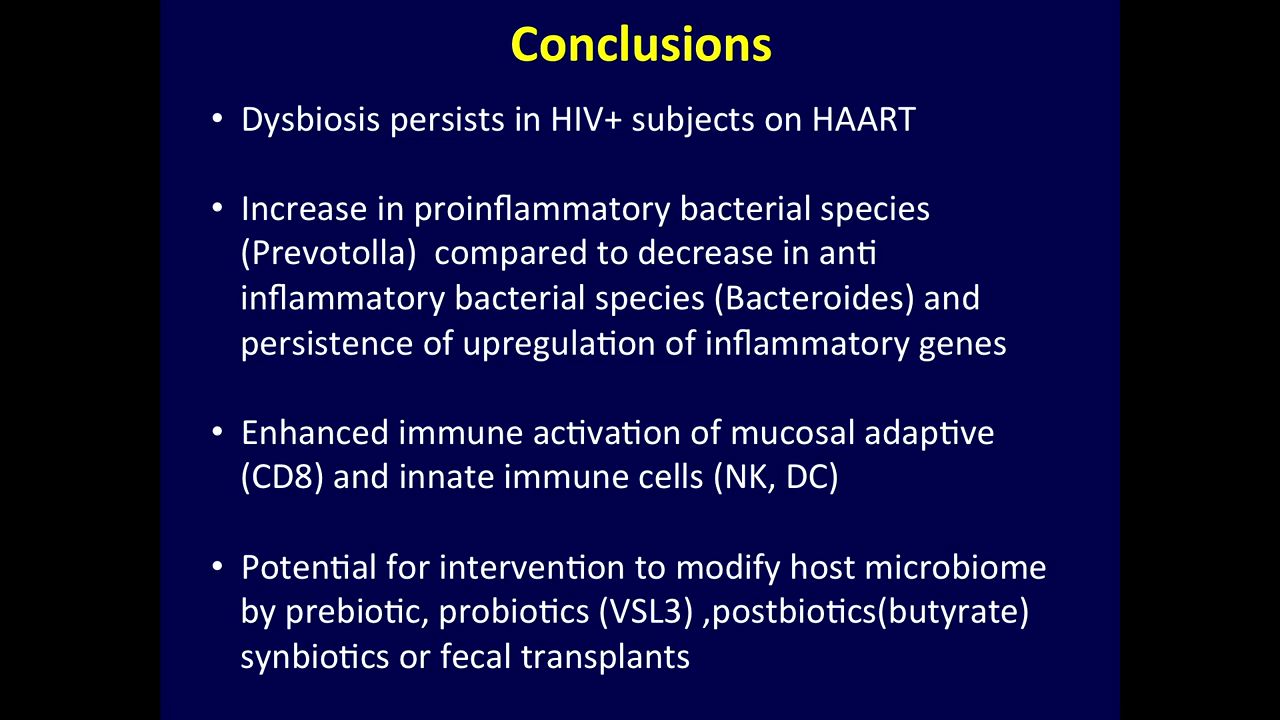 Conclusions
• Dysbiosis persists in HIV+ subjects on HAART
• Increase in proinflammatory bacterial species
(Prevotolla) compared to decrease in anti
inflammatory bacterial species (Bacteroides) and
persistence of upregulation of inflammatory genes
• Enhanced immune activation of mucosal adaptive
(CD8) and innate immune cells (NK, DC)
• Potential for intervention to modify host microbiome
by prebiotic, probiotics (VSL3) ,postbiotics(butyrate)
synbiotics or fecal transplants